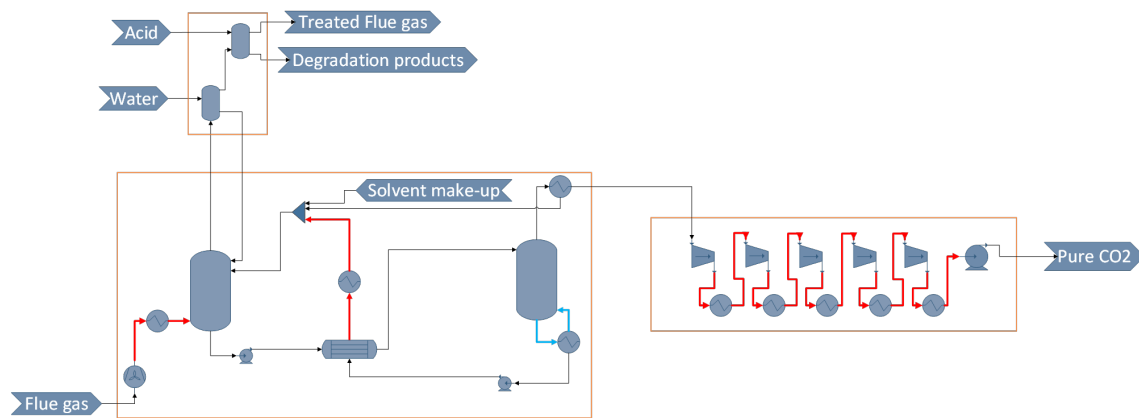 Acid
Treated Flue gas
Degradation products
Water
Solvent make-up
Pure CO2
Flue gas